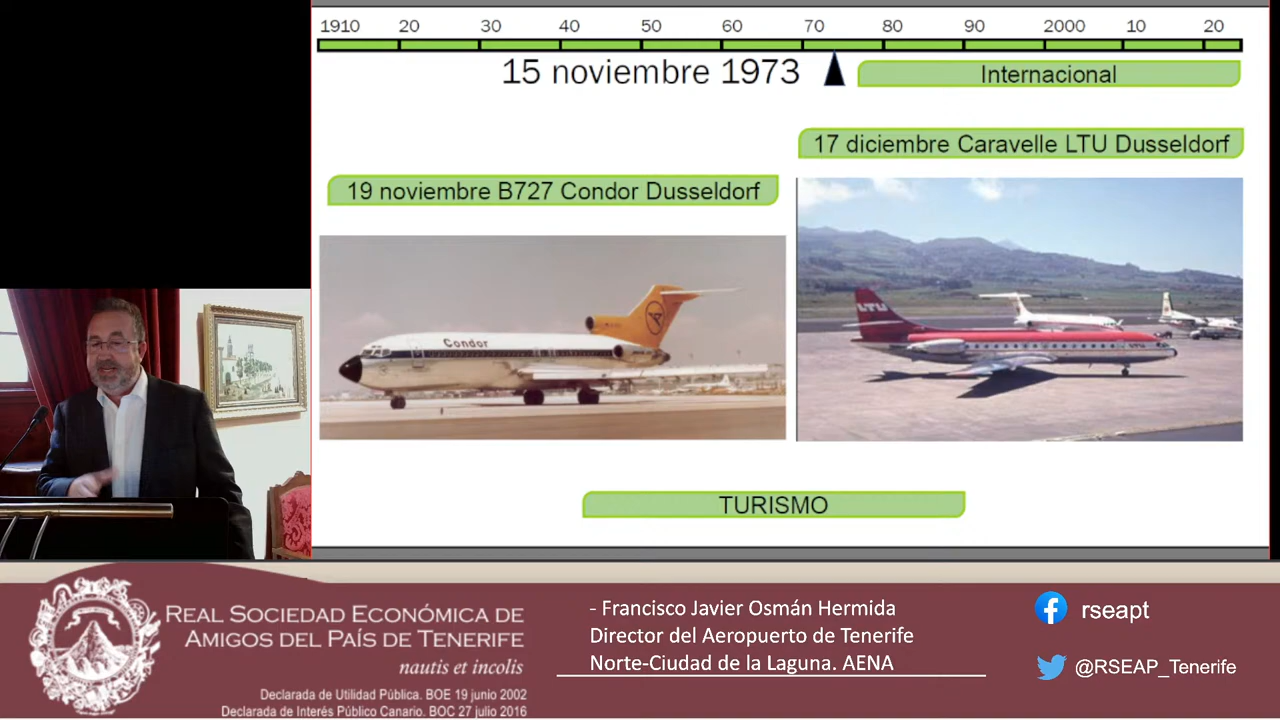 1910 20 30 40 50 60 70 80 90 2000 10 20
15 noviembre 1973
Internacional
17 diciembre Caravelle LTU Dusseldorf
19 noviembre B727 Condor Dusseldorf
Condor
LTU
TURISMO
REAL SOCIEDAD ECONÓMICA DE
AMIGOS DEL PAÍS DE TENERIFE
nautis et incolis
Declarada de Utilidad Pública. BOE 19 junio 2002
Declarada de Interés Público Canario. BOC 27 julio 2016
- Francisco Javier Osmán Hermida
Director del Aeropuerto de Tenerife
Norte-Ciudad de la Laguna. AENA
rseapt
@RSEAP_Tenerife